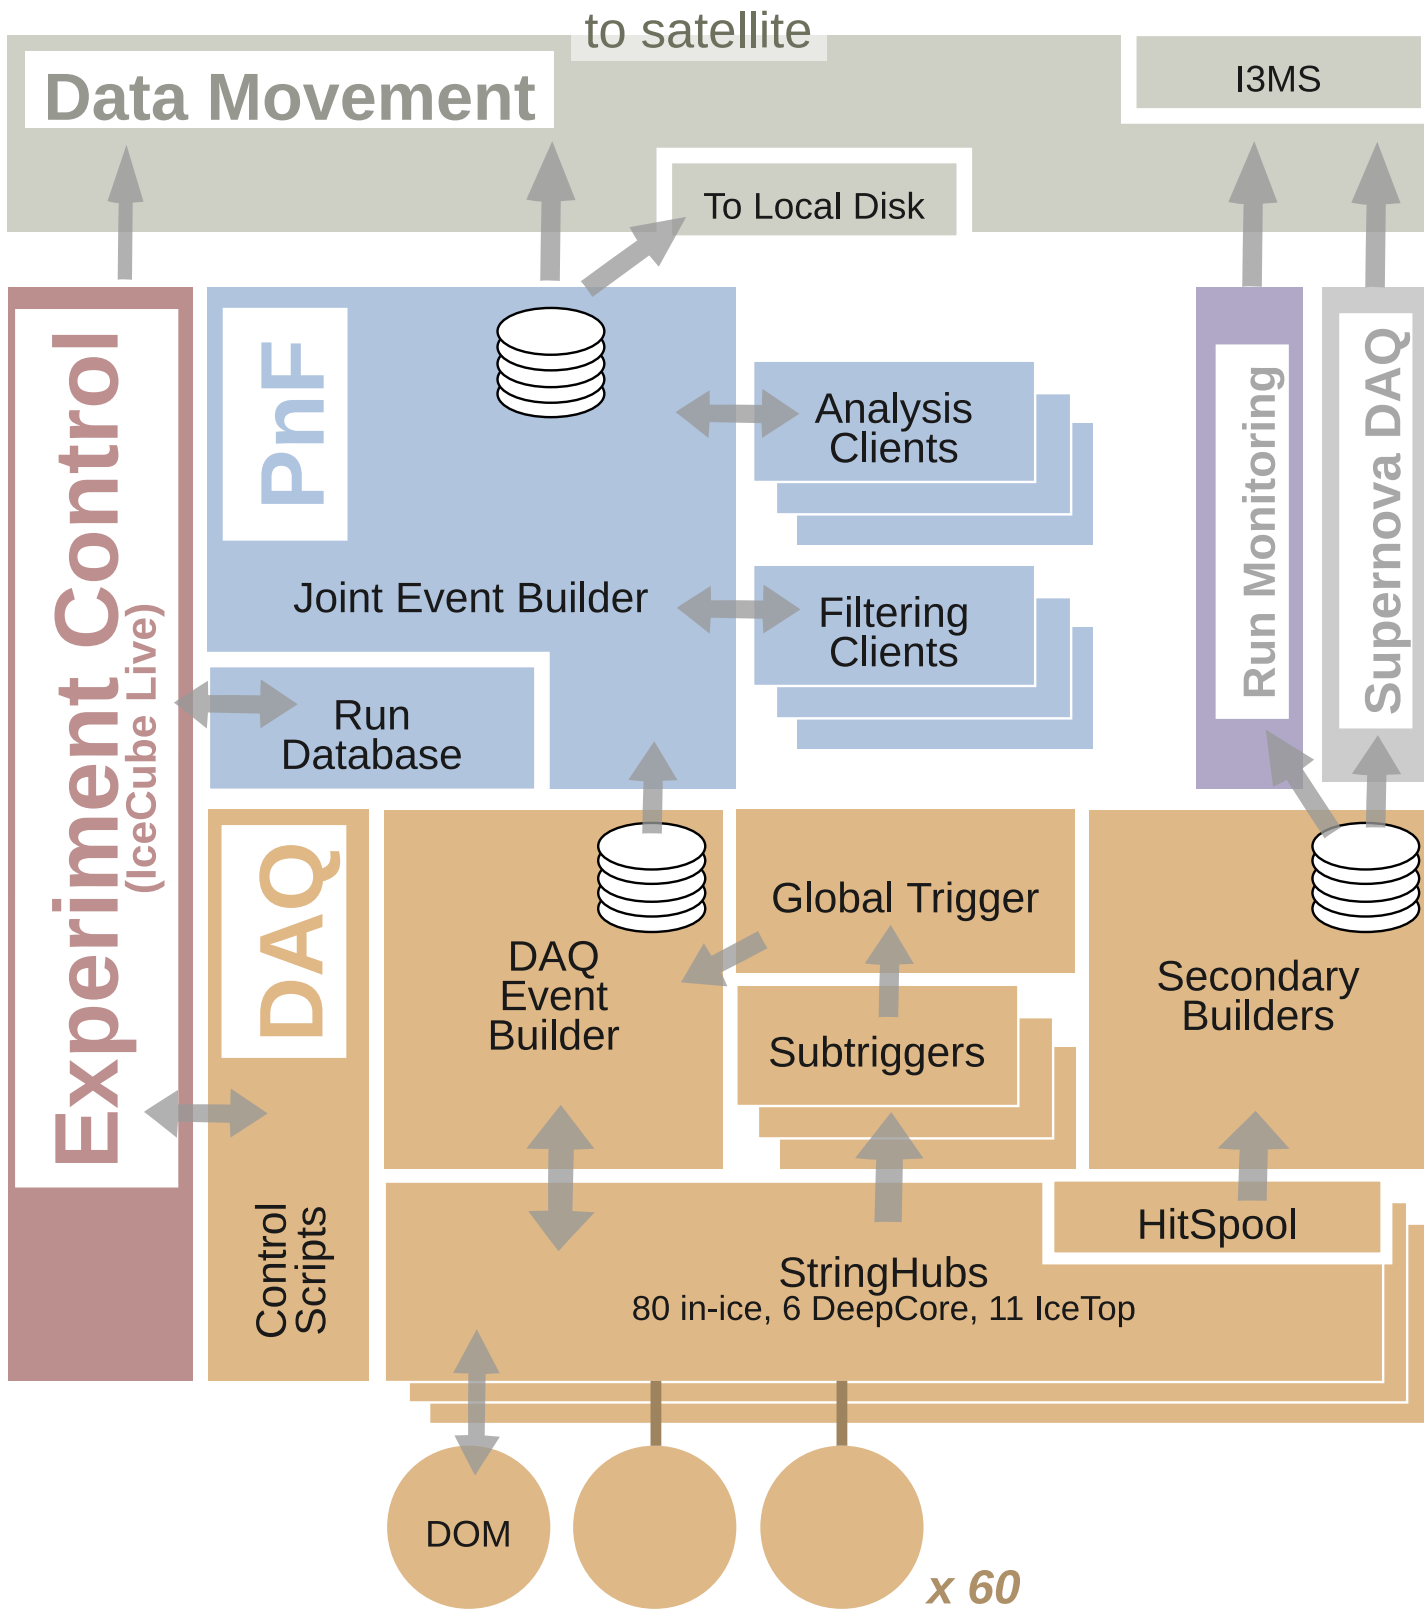 to satellite
Data Movement
I3MS
To Local Disk
Experiment Control
(IceCube Live)
PnF
Analysis
Clients
Joint Event Builder
Filtering
Clients
Run
Database
Run Monitoring
Supernova DAQ
DAQ
Control
Scripts
DAQ
Event
Builder
Global Trigger
Subtriggers
Secondary
Builders
HitSpool
StringHubs
80 in-ice, 6 DeepCore, 11 IceTop
DOM
x 60